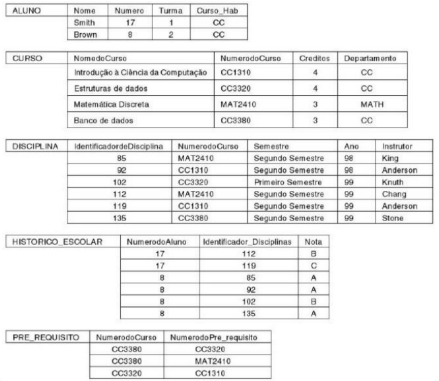 ALUNO Nome Numero Turma Curso_Hab
Smith 17 1 CC
Brown 8 2 CC
CURSO NomedoCurso NumerodoCurso Creditos Departamento
Introdução à Ciência da Computação CC1310 4 CC
Estruturas de dados CC3320 4 CC
Matemática Discreta MAT2410 3 MATH
Banco de dados CC3380 3 CC
DISCIPLINA IdentificadordeDisciplina NumerodoCurso Semestre Ano Instrutor
85 MAT2410 Segundo Semestre 98 King
92 CC1310 Segundo Semestre 98 Anderson
102 CC3320 Primeiro Semestre 99 Knuth
112 MAT2410 Segundo Semestre 99 Chang
119 CC1310 Segundo Semestre 99 Anderson
135 CC3380 Segundo Semestre 99 Stone
HISTORICO_ESCOLAR NumerodoAluno Identificador_Disciplinas Nota
17 112 B
17 119 C
8 85 A
8 92 A
8 102 B
8 135 A
PRE_REQUISITO NumerodoCurso NumerodoPre_requisito
CC3380 CC3320
CC3380 MAT2410
CC3320 CC1310